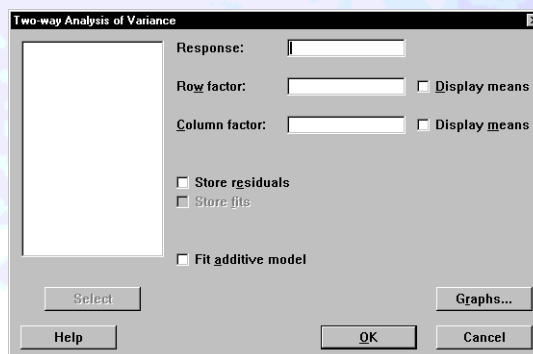 Two-way Analysis of Variance
Response:
Row factor:
Display means
Column factor:
Display means
Store residuals
Store fits
Fit additive model
Select
Graphs...
Help
OK
Cancel